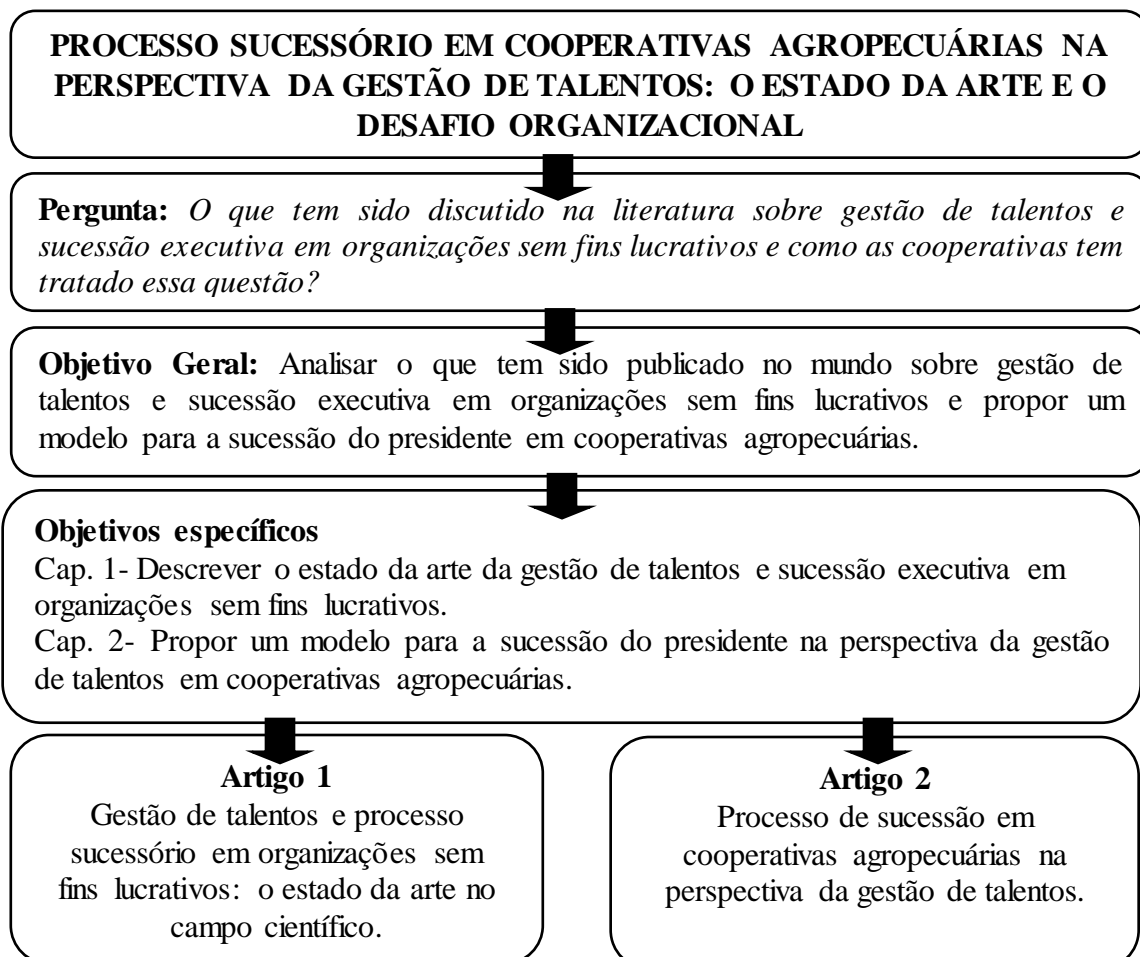 PROCESSO SUCESSÓRIO EM COOPERATIVAS AGROPECUÁRIAS NA
PERSPECTIVA DA GESTÃO DE TALENTOS: O ESTADO DA ARTE E O
DESAFIO ORGANIZACIONAL
Pergunta: O que tem sido discutido na literatura sobre gestão de talentos e
sucessão executiva em organizações sem fins lucrativos e como as cooperativas tem
tratado essa questão?
Objetivo Geral: Analisar o que tem sido publicado no mundo sobre gestão de
talentos e sucessão executiva em organizações sem fins lucrativos e propor um
modelo para a sucessão do presidente em cooperativas agropecuárias.
Objetivos específicos
Cap. 1- Descrever o estado da arte da gestão de talentos e sucessão executiva em
organizações sem fins lucrativos.
Cap. 2- Propor um modelo para a sucessão do presidente na perspectiva da gestão
de talentos em cooperativas agropecuárias.
Artigo 1
Gestão de talentos e processo
sucessório em organizações sem
fins lucrativos: o estado da arte no
campo científico.
Artigo 2
Processo de sucessão em
cooperativas agropecuárias na
perspectiva da gestão de talentos.